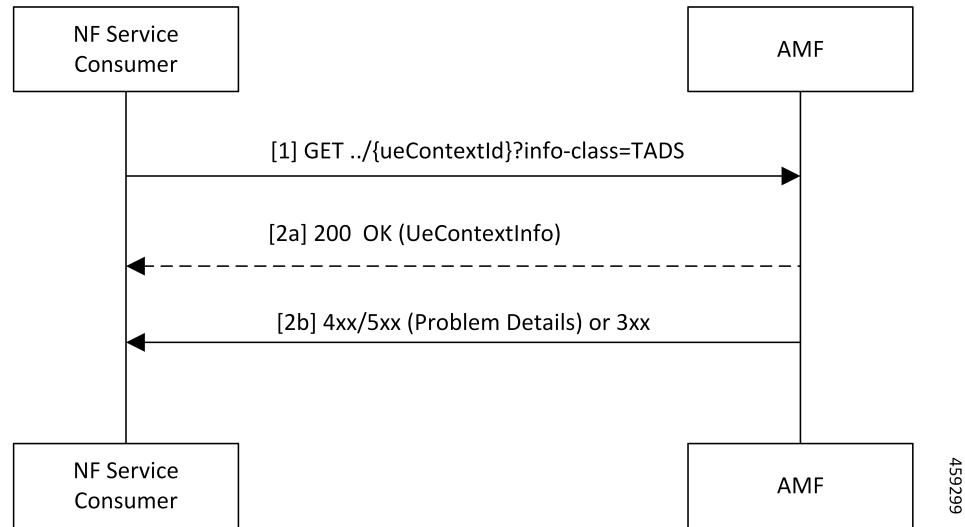 NF Service
Consumer
AMF
[1] GET ../{ueContextId}?info-class=TADS
[2a] 200  OK (UeContextInfo)
[2b] 4xx/5xx (Problem Details) or 3xx
NF Service
Consumer
AMF
459299